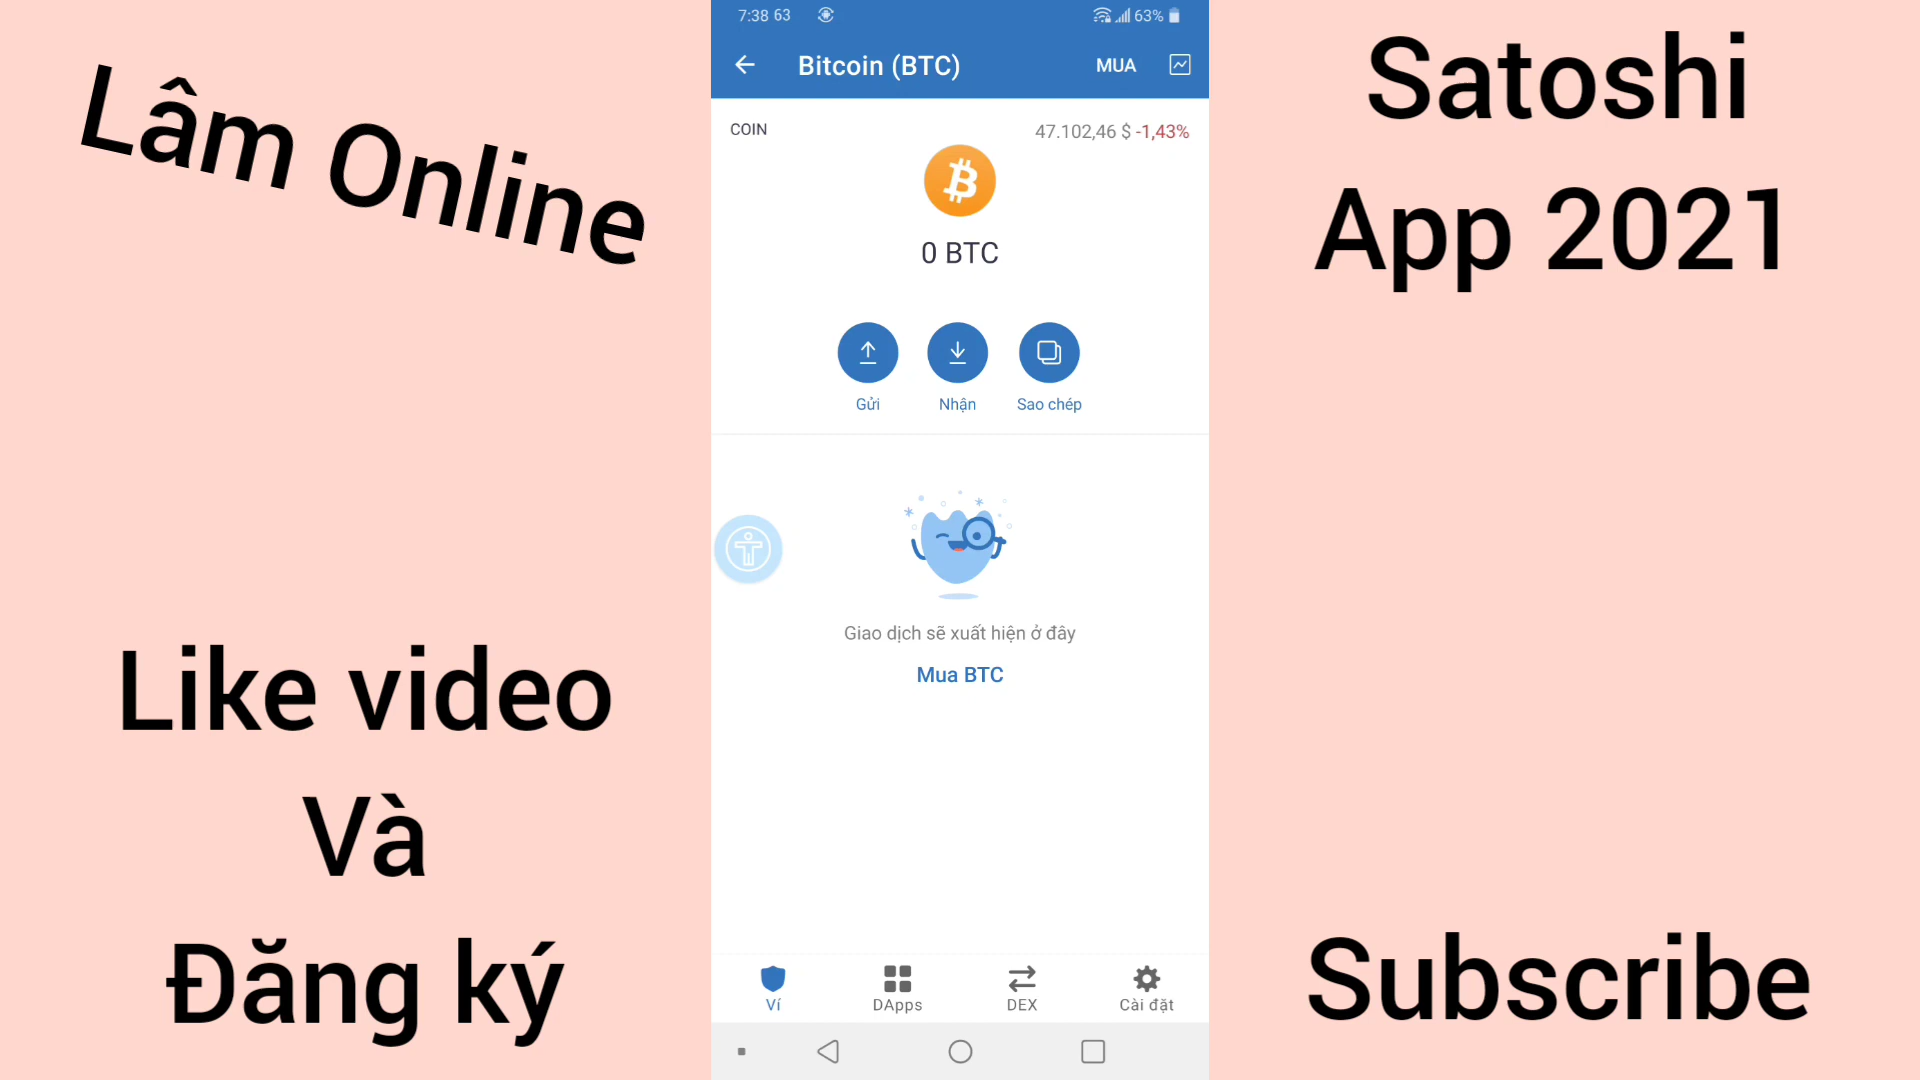 Lâm Online
Like video
Và
Đăng ký
7:38 63
63%
Bitcoin (BTC)
MUA
COIN
47.102,46 $ -1,43%
0 BTC
Gửi
Nhận
Sao chép
Giao dịch sẽ xuất hiện ở đây
Mua BTC
Ví
DApps
DEX
Cài đặt
Satoshi
App 2021
Subscribe